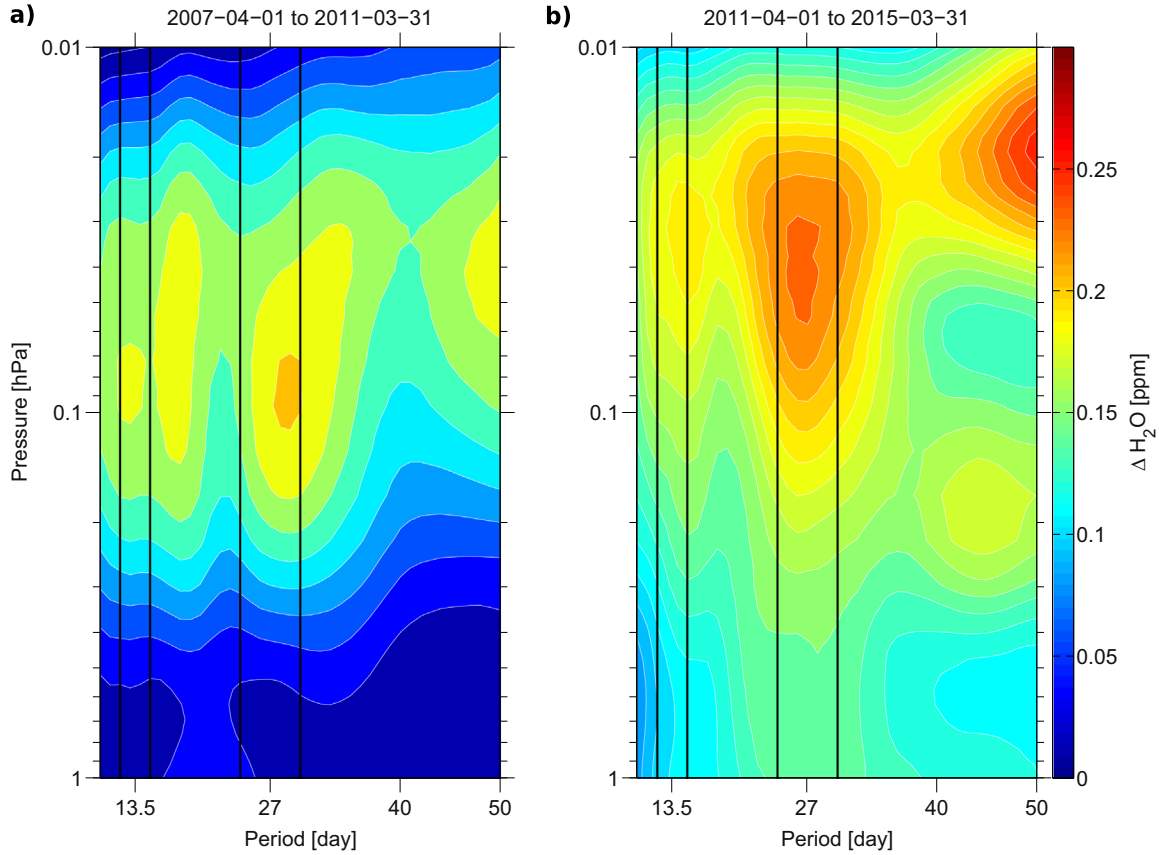 a)
2007−04−01 to 2011−03−31
b)
2011−04−01 to 2015−03−31
0.01
0.1
1
Pressure [hPa]
13.5
27
40
50
Period [day]
0.01
0.1
1
13.5
27
40
50
Period [day]
0.25
0.2
0.15
0.1
0.05
0
Δ H₂O [ppm]